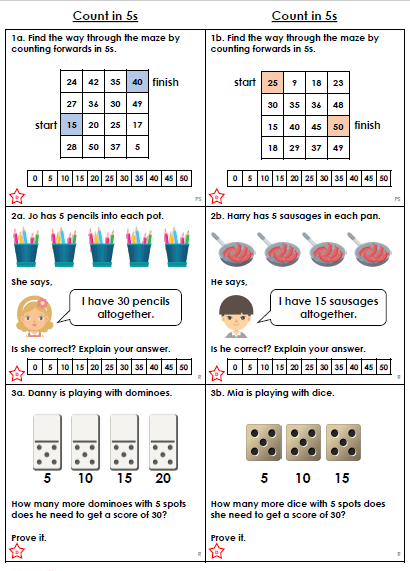 Count in 5s
Count in 5s
1a. Find the way through the maze by
counting forwards in 5s.
24 42 35 40 finish
27 36 30 49
start 15 20 25 17
28 50 37 5
0 5 10 15 20 25 30 35 40 45 50
D
PS
1b. Find the way through the maze by
counting forwards in 5s.
start 25 9 18 23
30 35 36 48
15 40 45 50 finish
18 29 37 49
0 5 10 15 20 25 30 35 40 45 50
D
PS
2a. Jo has 5 pencils into each pot.
She says,
I have 30 pencils
altogether.
Is she correct? Explain your answer.
0 5 10 15 20 25 30 35 40 45 50
D
R
2b. Harry has 5 sausages in each pan.
He says,
I have 15 sausages
altogether.
Is he correct? Explain your answer.
0 5 10 15 20 25 30 35 40 45 50
D
R
3a. Danny is playing with dominoes.
5 10 15 20
How many more dominoes with 5 spots
does he need to get a score of 30?
Prove it.
D
R
3b. Mia is playing with dice.
5 10 15
How many more dice with 5 spots does
she need to get a score of 30?
Prove it.
D
R